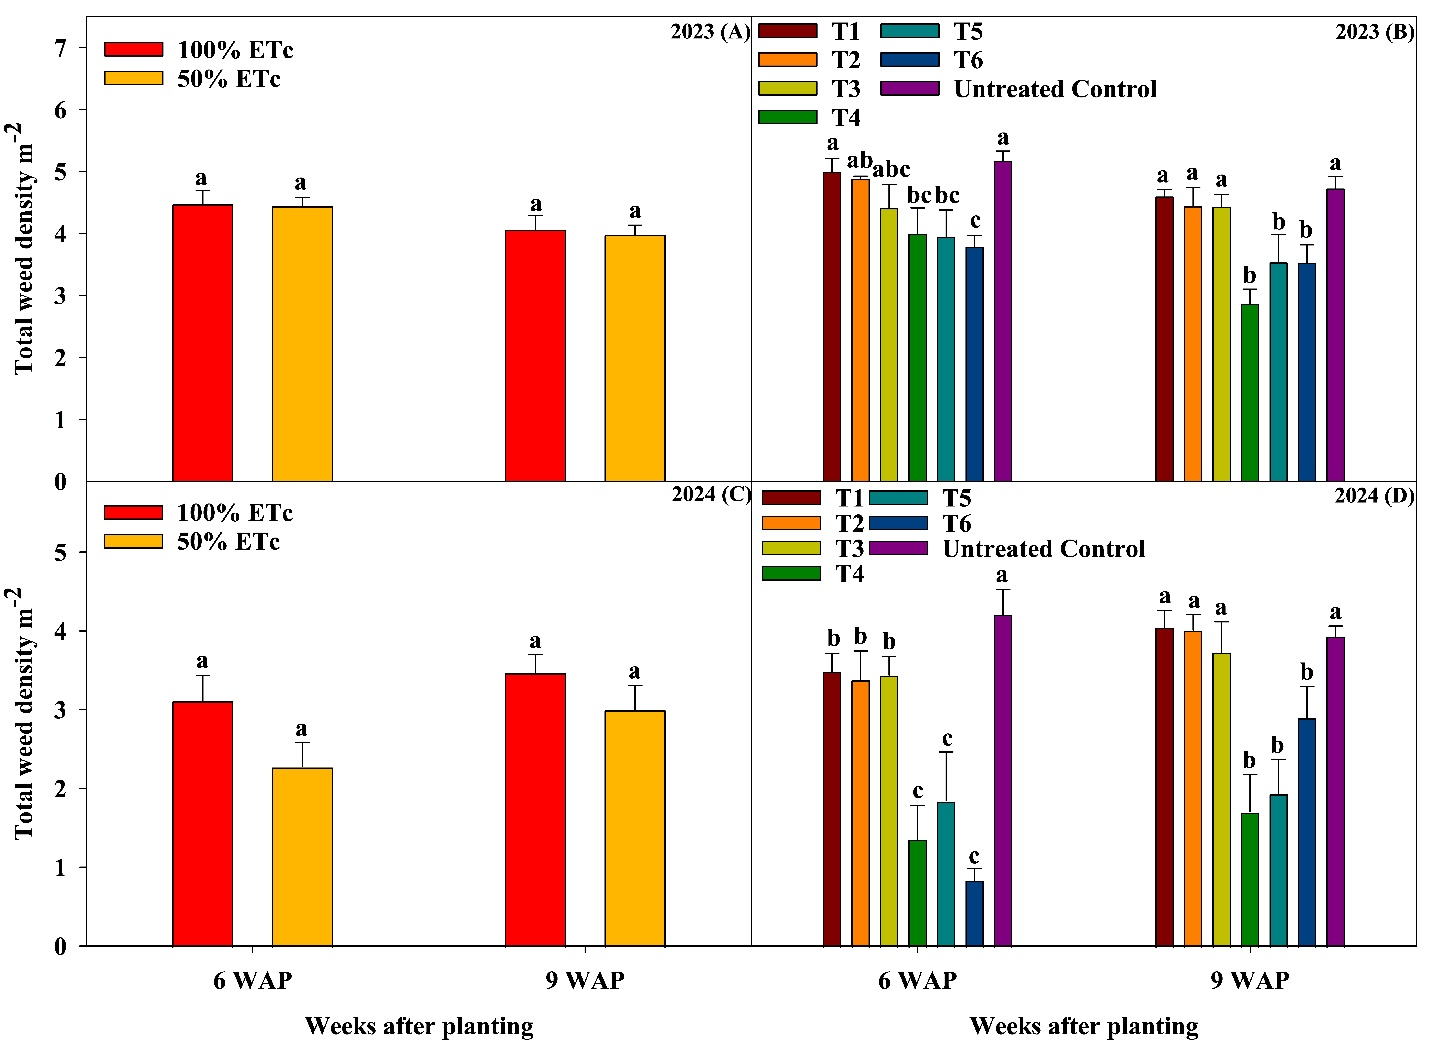 2023 (A)
100% ETc
50% ETc
Total weed density m-2
7
6
5
4
3
2
1
0
a
a
a
a
2023 (B)
T1
T2
T3
T4
T5
T6
Untreated Control
a
ab
abc
bc
bc
c
a
a
a
a
b
b
b
a
2024 (C)
100% ETc
50% ETc
Total weed density m-2
5
4
3
2
1
0
a
a
a
a
6 WAP
9 WAP
Weeks after planting
2024 (D)
T1
T2
T3
T4
T5
T6
Untreated Control
b
b
b
c
c
c
a
a
a
a
b
b
b
a
6 WAP
9 WAP
Weeks after planting